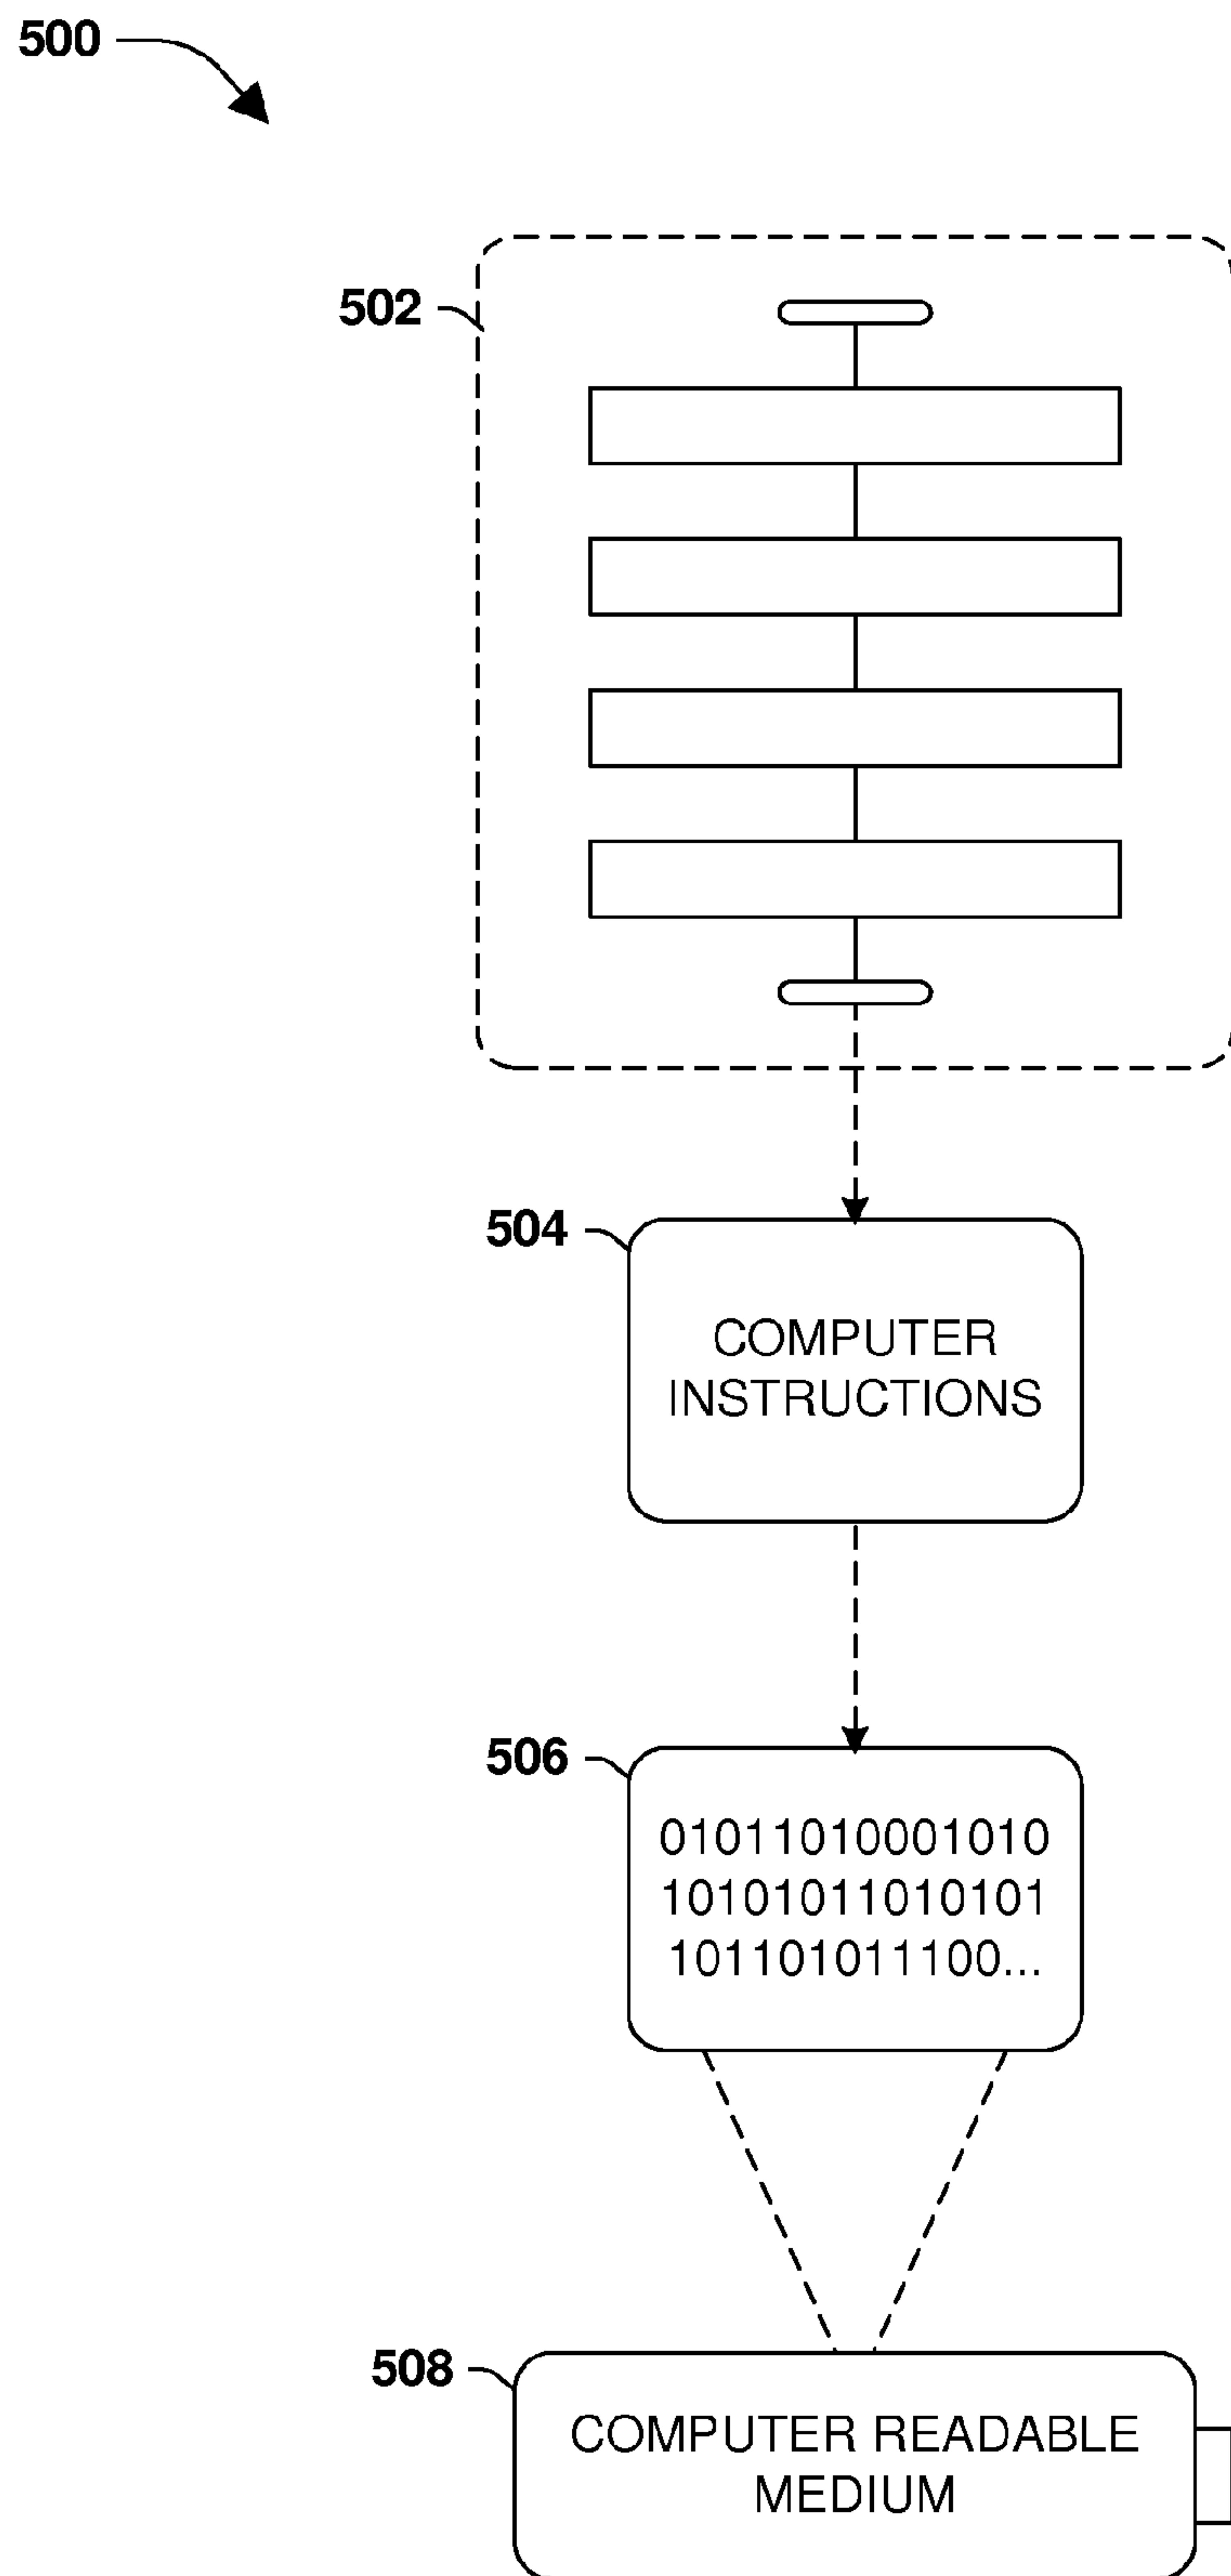 500
502
504
COMPUTER
INSTRUCTIONS
506
01011010001010
10101011010101
101101011100...
508
COMPUTER READABLE
MEDIUM